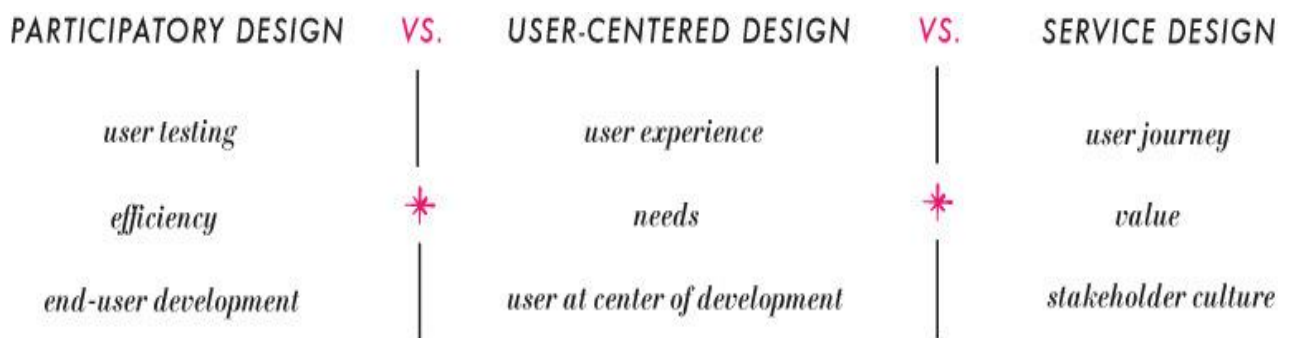 PARTICIPATORY DESIGN VS. USER-CENTERED DESIGN VS. SERVICE DESIGN
user testing user experience user journey
efficiency needs value
end-user development user at center of development stakeholder culture